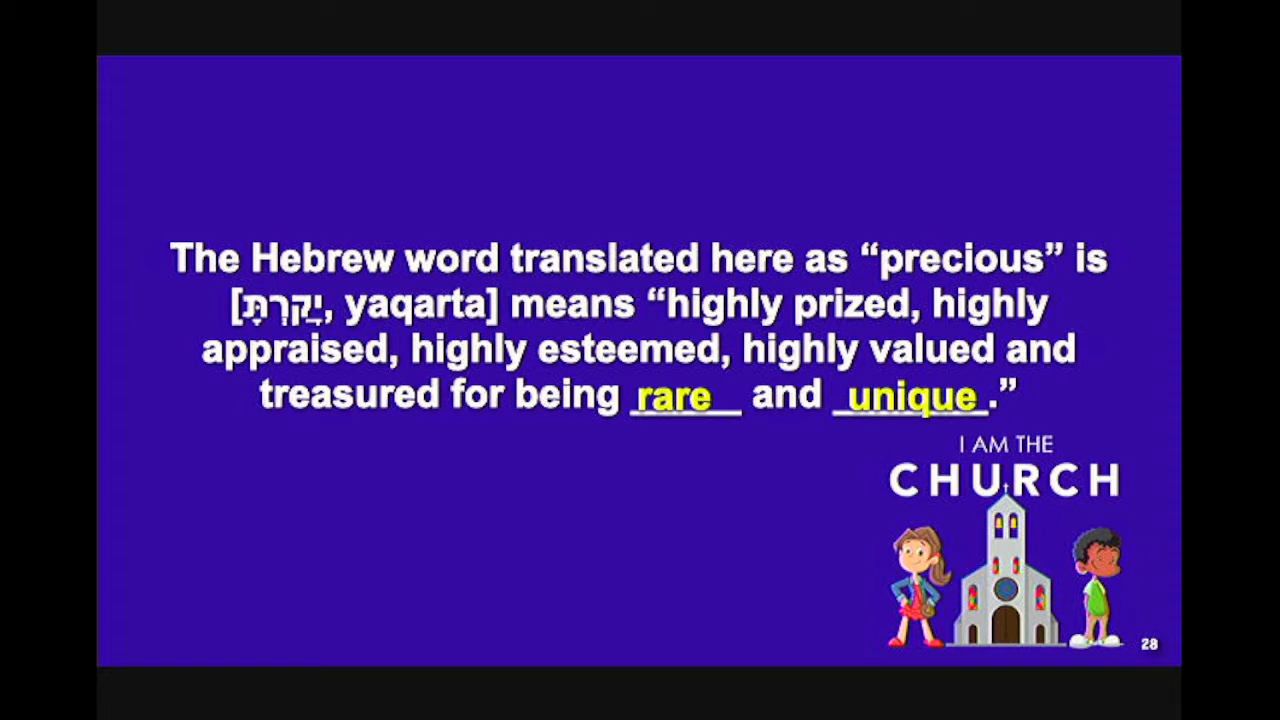 The Hebrew word translated here as “precious” is
[יָקַרְתָּ, yaqarta] means “highly prized, highly
appraised, highly esteemed, highly valued and
treasured for being rare and unique.”
I AM THE
CHURCH
28